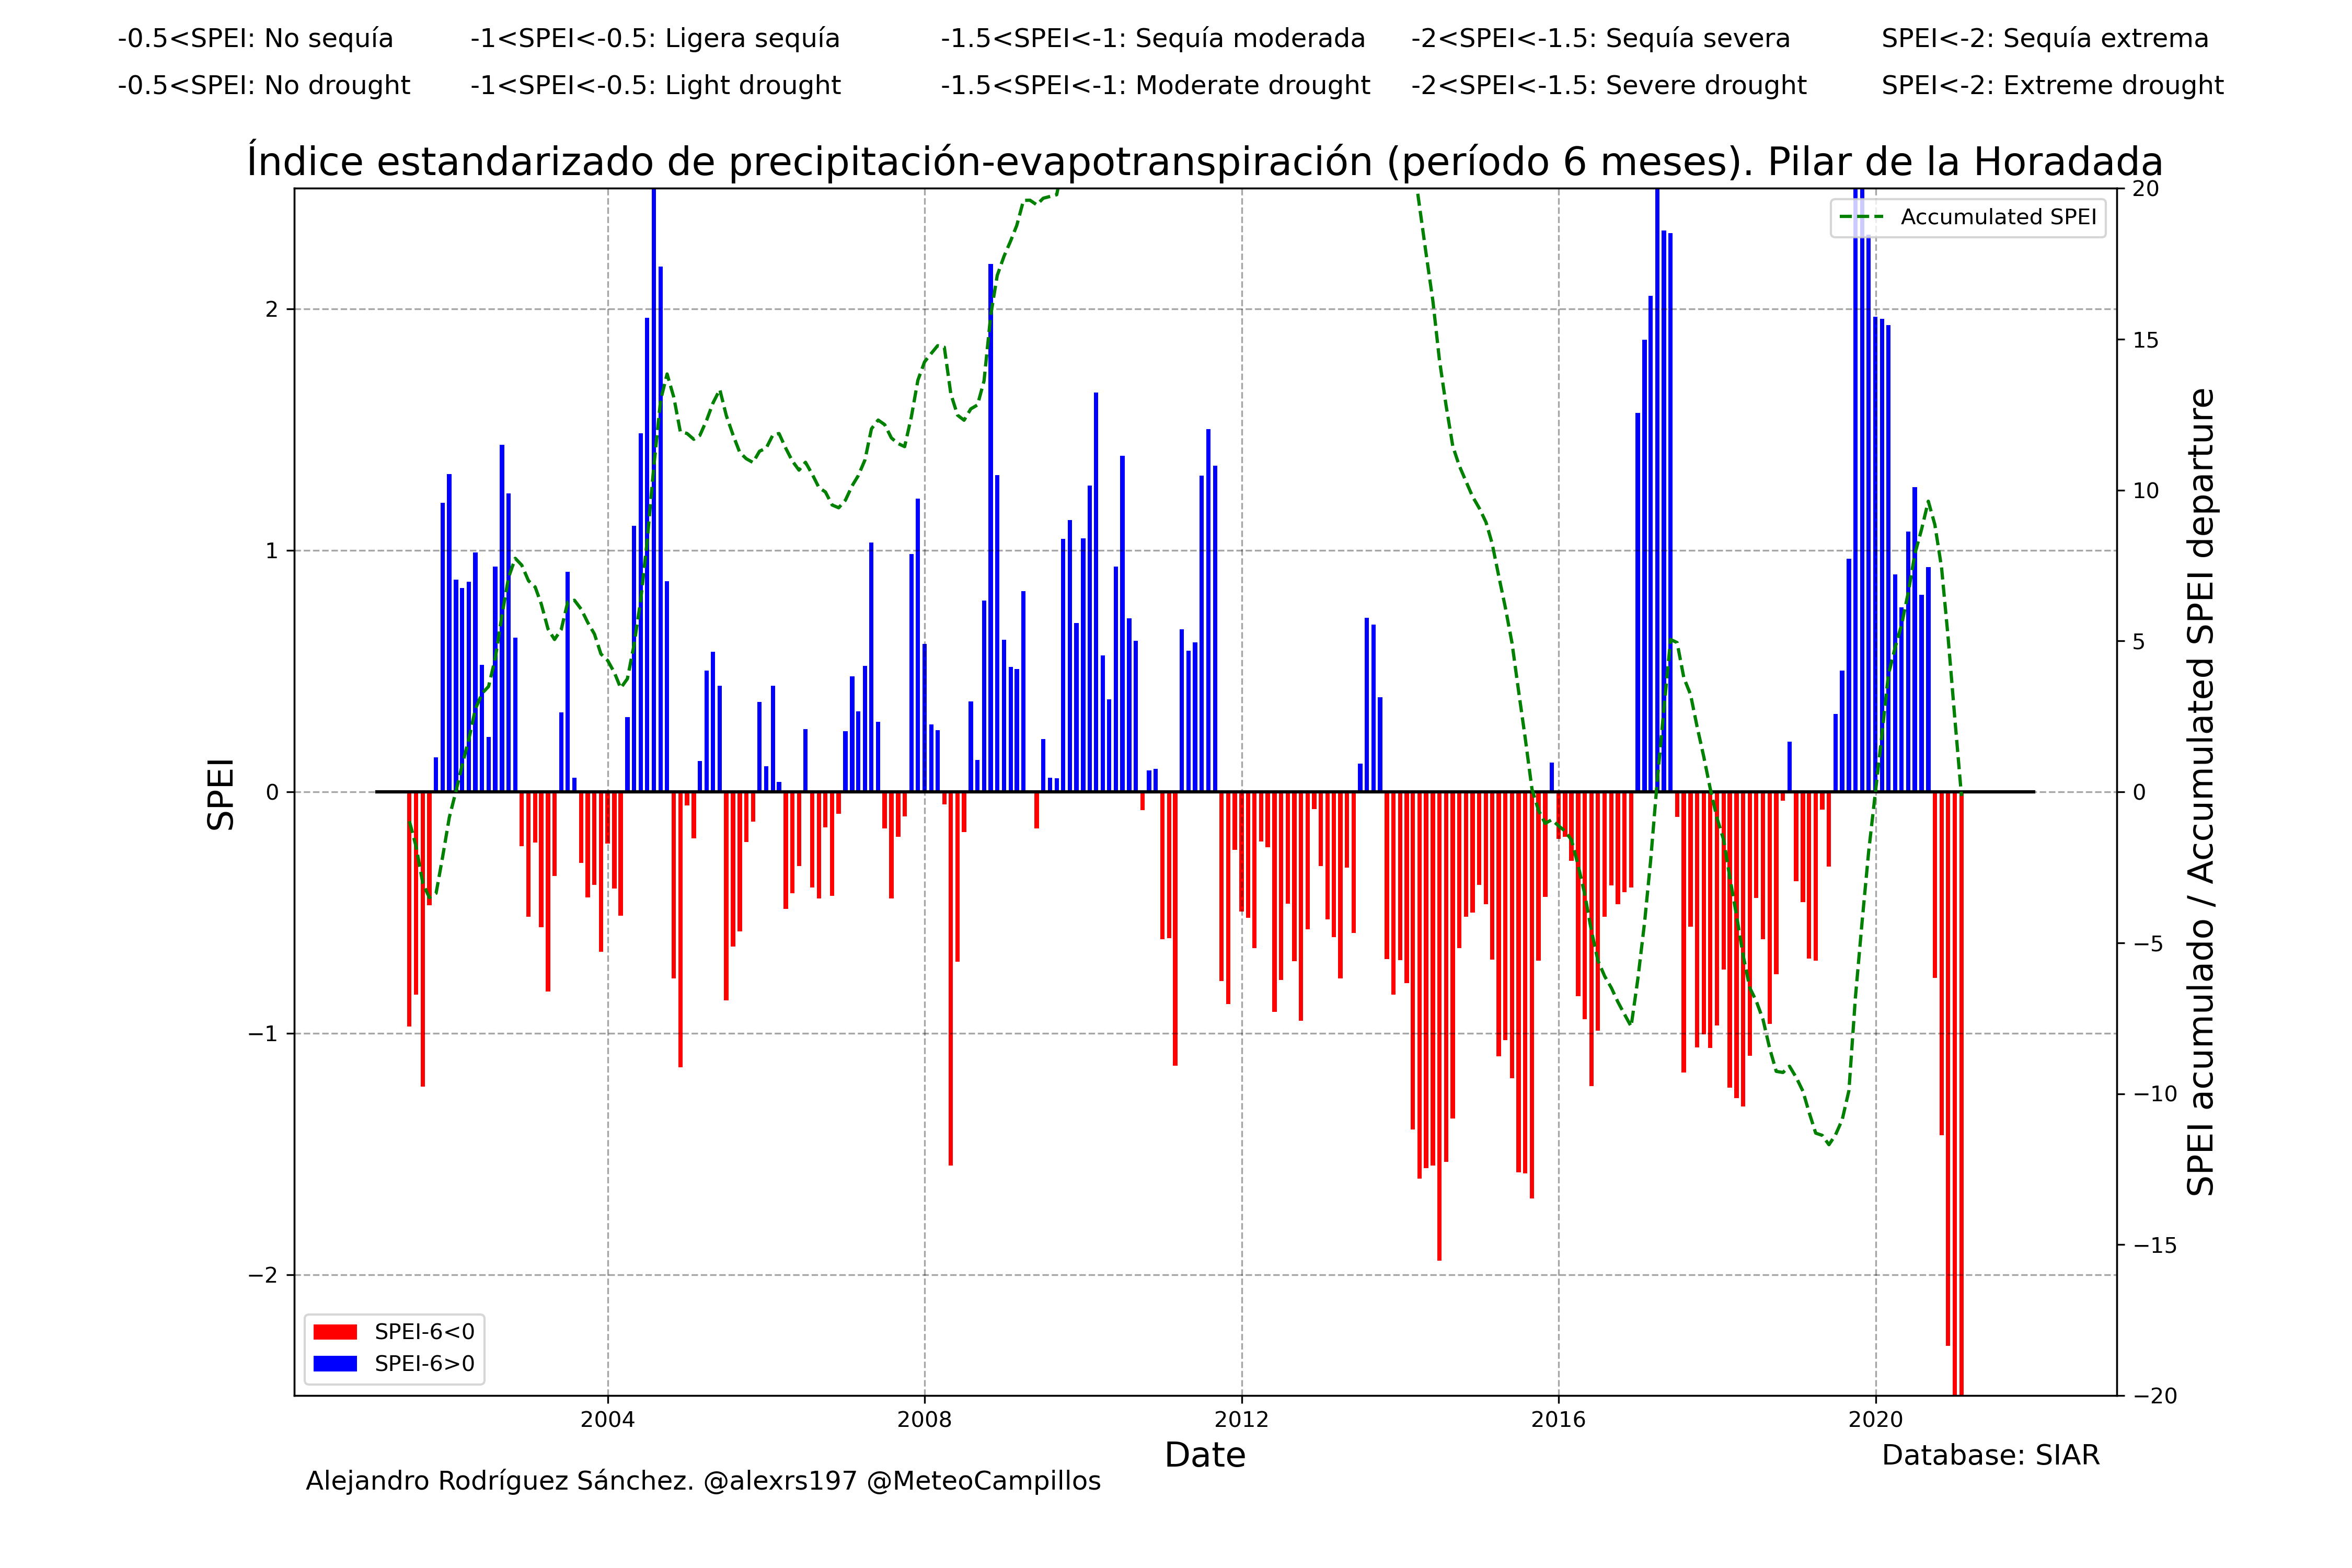 -0.5<SPEI: No sequía -1<SPEI<-0.5: Ligera sequía -1.5<SPEI<-1: Sequía moderada -2<SPEI<-1.5: Sequía severa SPEI<-2: Sequía extrema
-0.5<SPEI: No drought -1<SPEI<-0.5: Light drought -1.5<SPEI<-1: Moderate drought -2<SPEI<-1.5: Severe drought SPEI<-2: Extreme drought
Índice estandarizado de precipitación-evapotranspiración (período 6 meses). Pilar de la Horadada
Accumulated SPEI
SPEI
2
1
0
−1
−2
20
15
10
5
0
−5
−10
−15
−20
SPEI acumulado / Accumulated SPEI departure
SPEI-6<0
SPEI-6>0
2004 2008 2012 2016 2020
Date
Database: SIAR
Alejandro Rodríguez Sánchez. @alexrs197 @MeteoCampillos